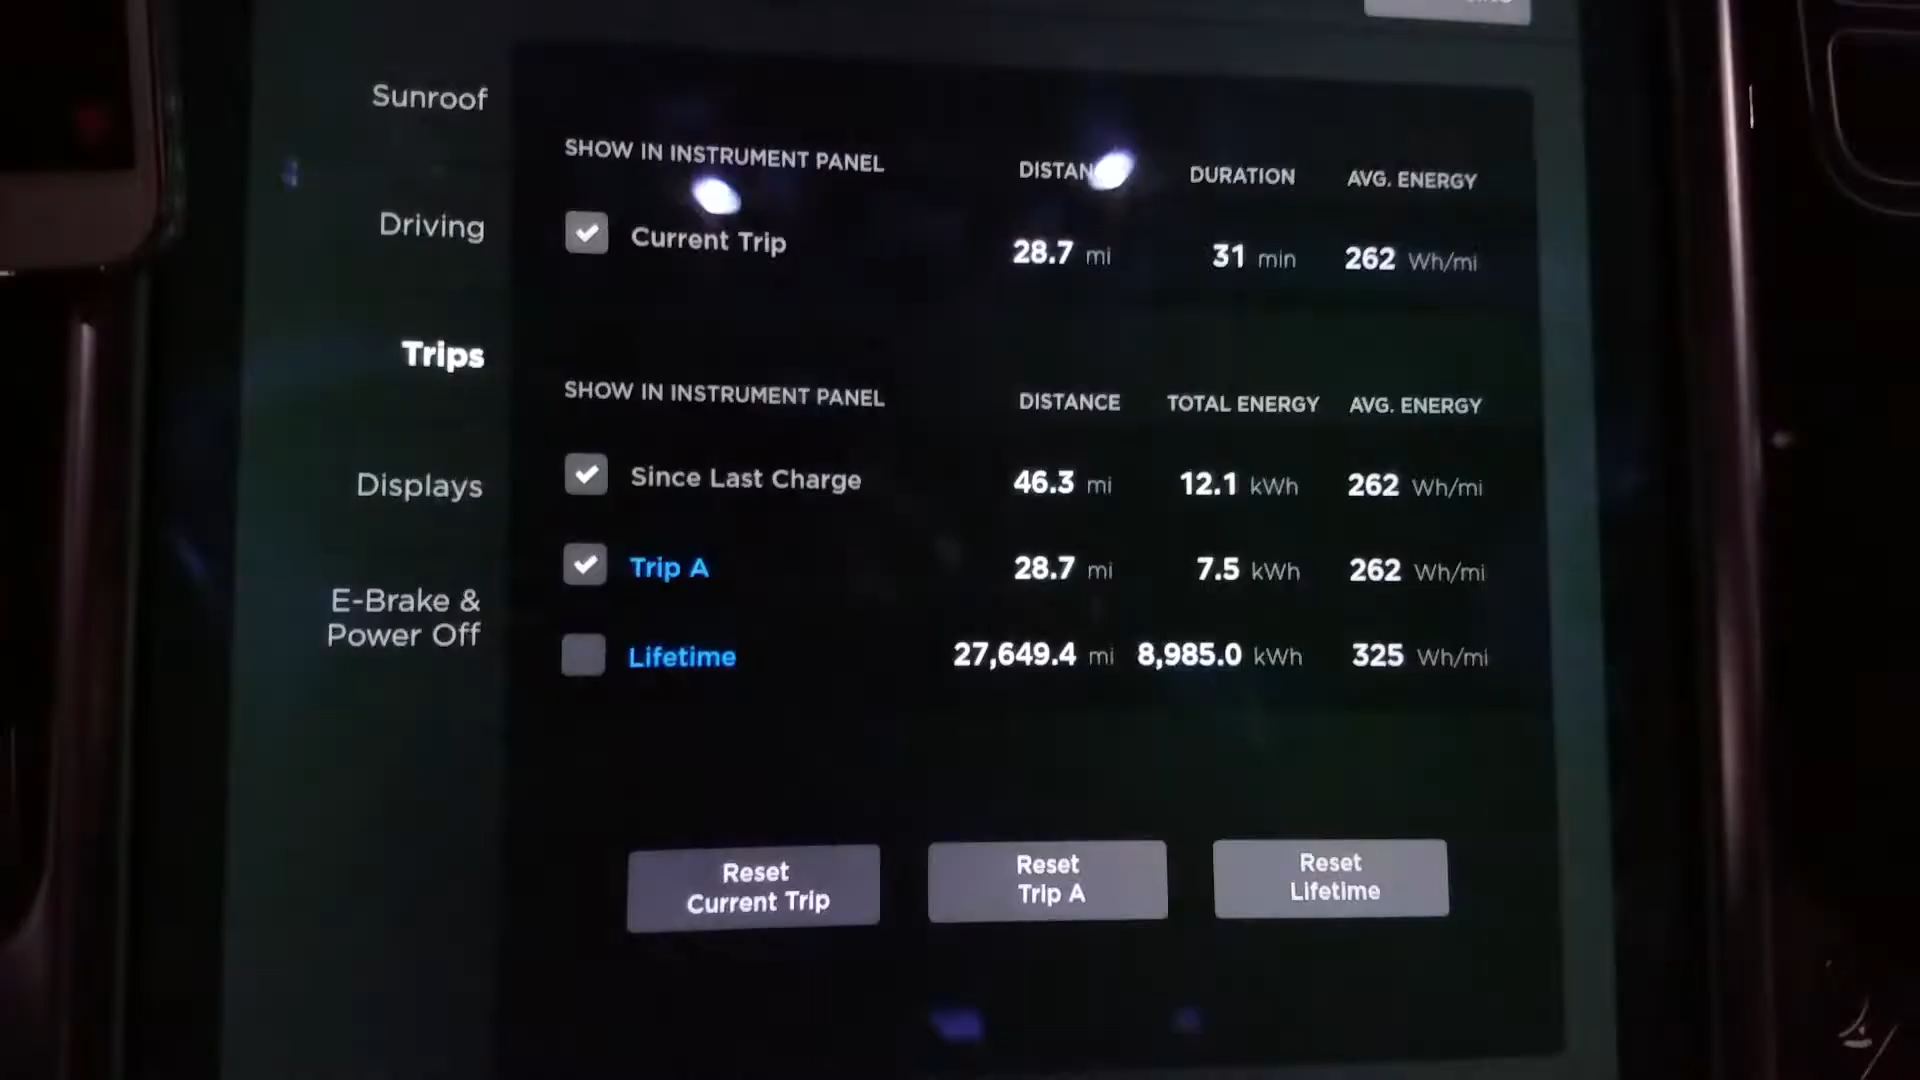 Sunroof
Driving
Trips
Displays
E-Brake &
Power Off
SHOW IN INSTRUMENT PANEL DURATION AVG. ENERGY
Current Trip 28.7 mi 31 min 262 Wh/mi
SHOW IN INSTRUMENT PANEL DISTANCE TOTAL ENERGY AVG. ENERGY
Since Last Charge 46.3 mi 12.1 kWh 262 Wh/mi
Trip A 28.7 mi 7.5 kWh 262 Wh/mi
Lifetime 27,649.4 mi 8,985.0 kWh 325 Wh/mi
Reset
Current Trip
Reset
Trip A
Reset
Lifetime